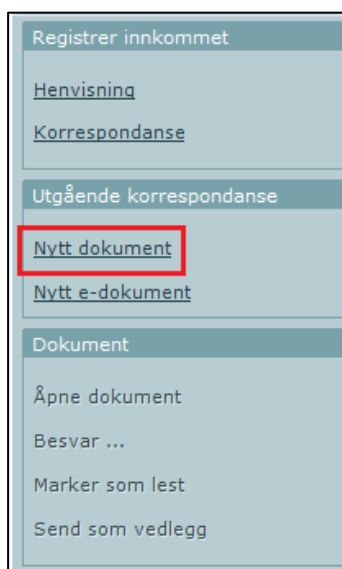 Registrer innkommet
Henvisning
Korrespondanse
Utgående korrespondanse
Nytt dokument
Nytt e-dokument
Dokument
Åpne dokument
Besvar ...
Marker som lest
Send som vedlegg